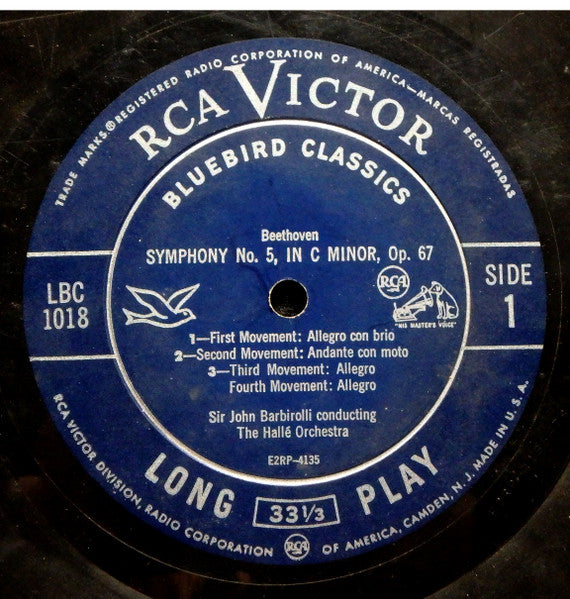 TRADE MARKS ® REGISTERED RADIO CORPORATION OF AMERICA—MARCAS REGISTRADAS
RCA VICTOR
BLUEBIRD CLASSICS
Beethoven
SYMPHONY No. 5, IN C MINOR, Op. 67
LBC
1018
RCA
"HIS MASTER'S VOICE"
SIDE
1
1—First Movement: Allegro con brio
2—Second Movement: Andante con moto
3—Third Movement: Allegro
Fourth Movement: Allegro
Sir John Barbirolli conducting
The Hallé Orchestra
E2RP-4135
LONG PLAY
33 1/3
RCA VICTOR DIVISION, RADIO CORPORATION RCA OF AMERICA, CAMDEN, N. J. MADE IN U.S.A.